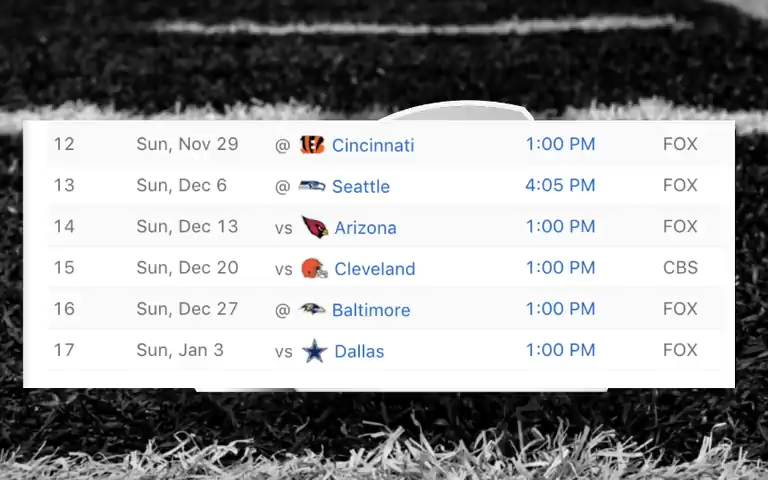 12 Sun, Nov 29 @ Cincinnati 1:00 PM FOX
13 Sun, Dec 6 @ Seattle 4:05 PM FOX
14 Sun, Dec 13 vs Arizona 1:00 PM FOX
15 Sun, Dec 20 vs Cleveland 1:00 PM CBS
16 Sun, Dec 27 @ Baltimore 1:00 PM FOX
17 Sun, Jan 3 vs Dallas 1:00 PM FOX